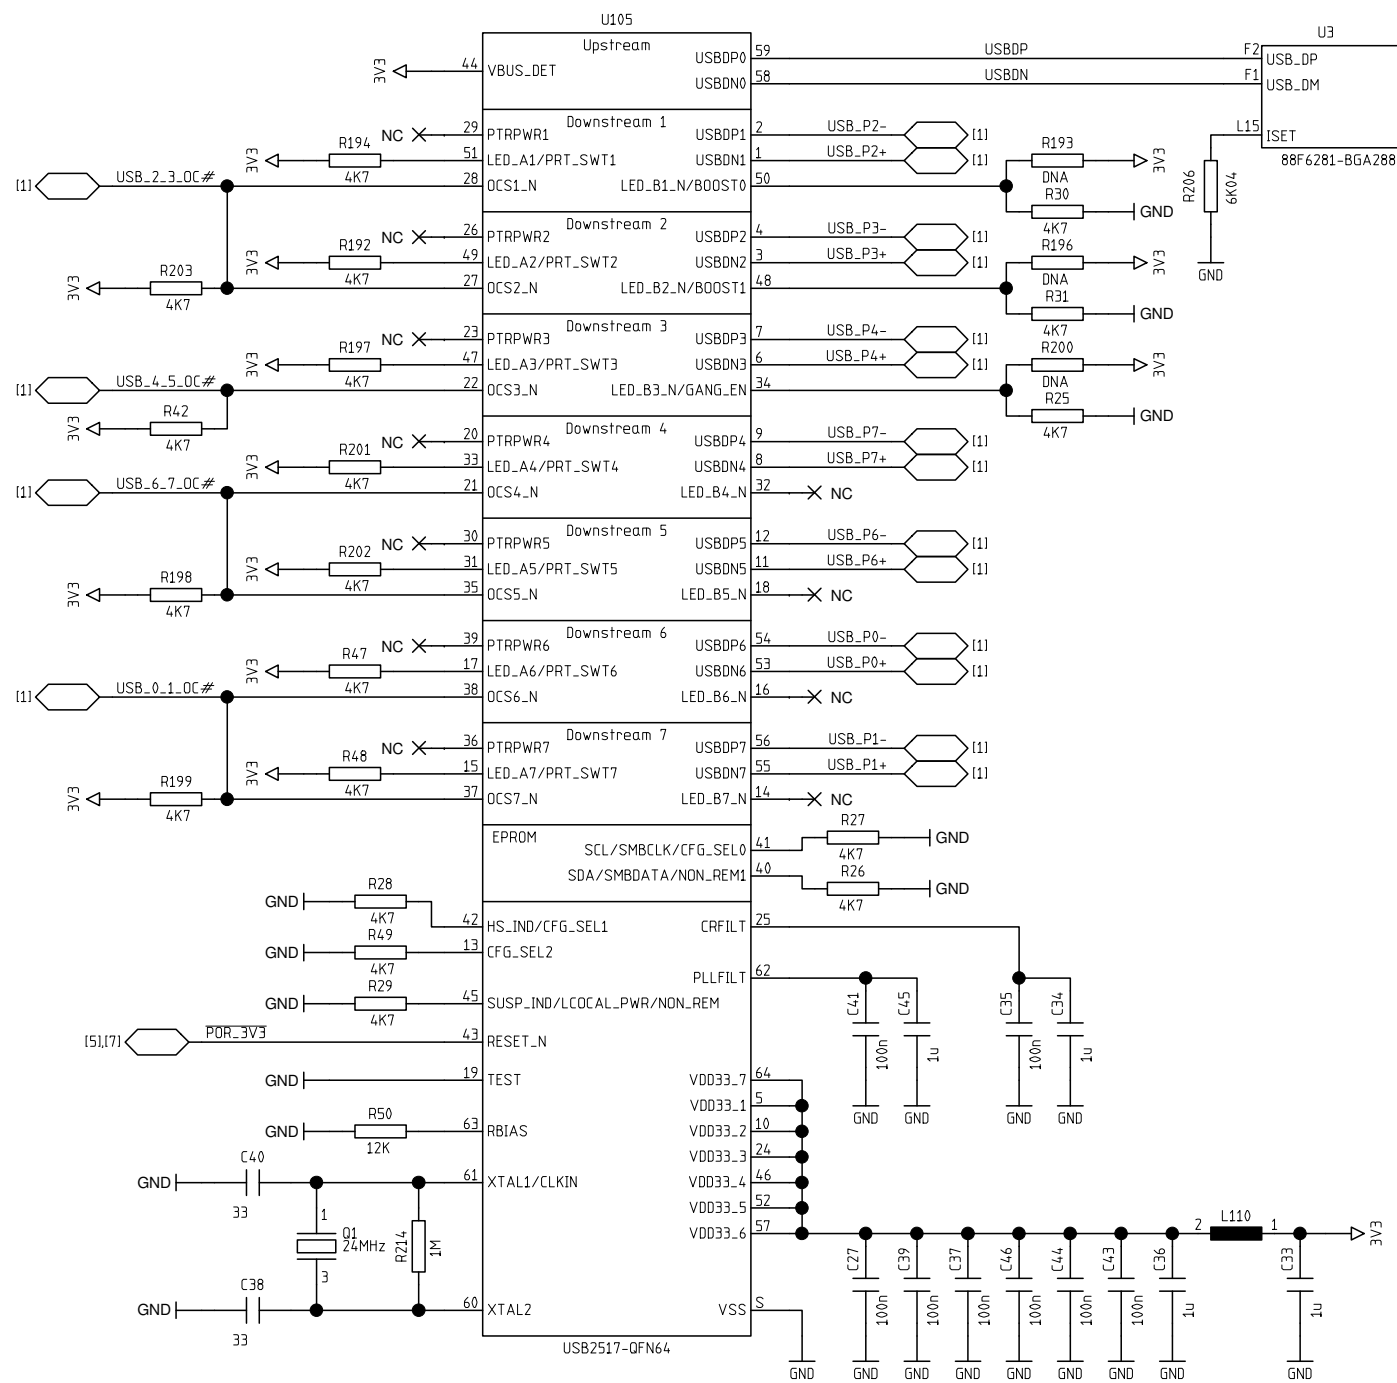 U105
Upstream
3V3
44
VBUS_DET
USBDP0
59
USBDP
F2
U3
USB_DP
USBDN0
58
USBDN
F1
USB_DM
L15
ISET
88F6281-BGA288
R206
6K04
GND
Downstream 1
NC
29
PTRPWR1
USBDP1
2
USB_P2-
[1]
3V3
R194
4K7
51
LED_A1/PRT_SWT1
USBDN1
1
USB_P2+
[1]
R193
DNA
3V3
[1]
USB_2_3_OC#
28
OCS1_N
LED_B1_N/BOOST0
50
R30
4K7
GND
Downstream 2
NC
26
PTRPWR2
USBDP2
4
USB_P3-
[1]
3V3
R192
4K7
49
LED_A2/PRT_SWT2
USBDN2
3
USB_P3+
[1]
R196
DNA
3V3
3V3
R203
4K7
27
OCS2_N
LED_B2_N/BOOST1
48
R31
4K7
GND
Downstream 3
NC
23
PTRPWR3
USBDP3
7
USB_P4-
[1]
3V3
R197
4K7
47
LED_A3/PRT_SWT3
USBDN3
6
USB_P4+
[1]
R200
DNA
3V3
[1]
USB_4_5_OC#
22
OCS3_N
LED_B3_N/GANG_EN
34
R25
4K7
GND
3V3
R42
4K7
Downstream 4
NC
20
PTRPWR4
USBDP4
9
USB_P7-
[1]
3V3
R201
4K7
33
LED_A4/PRT_SWT4
USBDN4
8
USB_P7+
[1]
[1]
USB_6_7_OC#
21
OCS4_N
LED_B4_N
32
NC
Downstream 5
NC
30
PTRPWR5
USBDP5
12
USB_P6-
[1]
3V3
R202
4K7
31
LED_A5/PRT_SWT5
USBDN5
11
USB_P6+
[1]
3V3
R198
4K7
35
OCS5_N
LED_B5_N
18
NC
Downstream 6
NC
39
PTRPWR6
USBDP6
54
USB_P0-
[1]
3V3
R47
4K7
17
LED_A6/PRT_SWT6
USBDN6
53
USB_P0+
[1]
[1]
USB_0_1_OC#
38
OCS6_N
LED_B6_N
16
NC
Downstream 7
NC
36
PTRPWR7
USBDP7
56
USB_P1-
[1]
3V3
R48
4K7
15
LED_A7/PRT_SWT7
USBDN7
55
USB_P1+
[1]
3V3
R199
4K7
37
OCS7_N
LED_B7_N
14
NC
EPROM
SCL/SMBCLK/CFG_SEL0
41
R27
4K7
GND
SDA/SMBDATA/NON_REM1
40
R26
4K7
GND
GND
R28
4K7
42
HS_IND/CFG_SEL1
CRFILT
25
GND
R49
4K7
13
CFG_SEL2
PLLFILT
62
GND
R29
4K7
45
SUSP_IND/LCOCAL_PWR/NON_REM
C41
100n
GND
C45
1u
GND
C35
100n
GND
C34
1u
GND
[5],[7]
POR_3V3
43
RESET_N
GND
19
TEST
VDD33_7
64
VDD33_1
5
GND
R50
12K
63
RBIAS
VDD33_2
10
VDD33_3
24
GND
C40
33
61
XTAL1/CLKIN
VDD33_4
46
VDD33_5
52
VDD33_6
57
1
Q1
24MHz
3
R214
1M
2
L110
1
3V3
C27
100n
GND
C39
100n
GND
C37
100n
GND
C46
100n
GND
C44
100n
GND
C43
100n
GND
C36
1u
GND
C33
1u
GND
GND
C38
33
60
XTAL2
VSS
S
GND
USB2517-QFN64